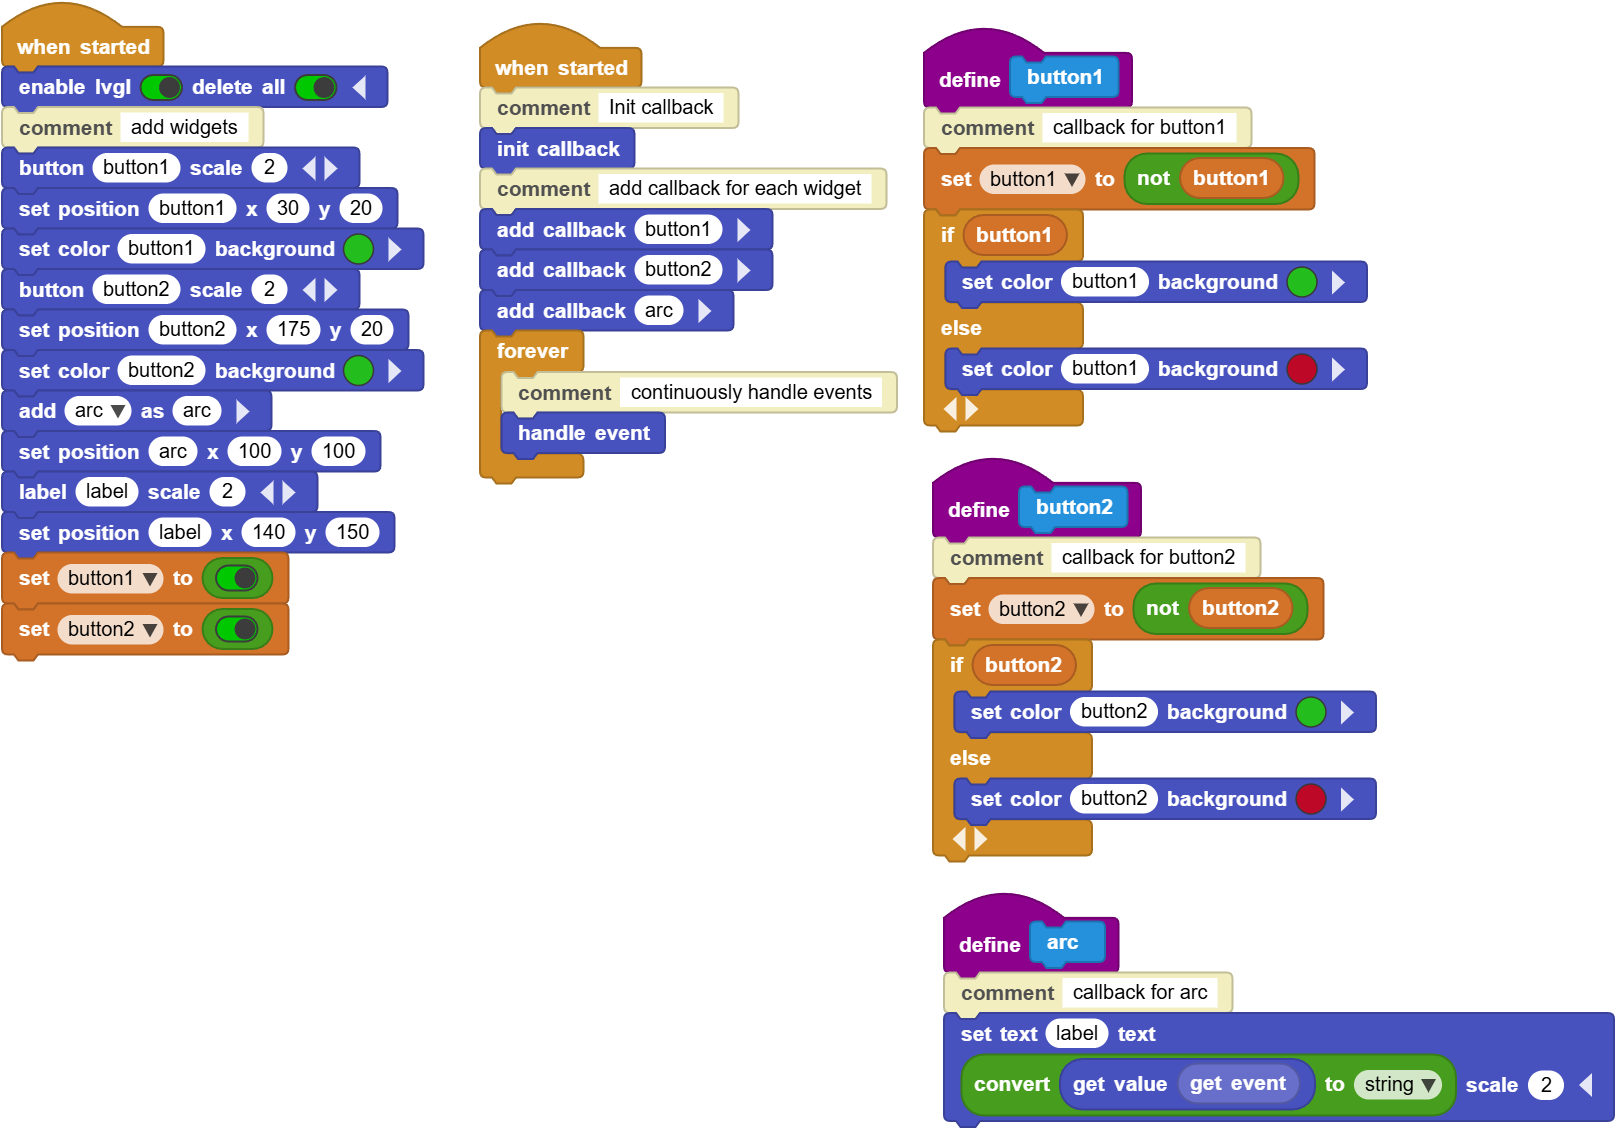 when started
enable lvgl delete all
comment add widgets
button button1 scale 2
set position button1 x 30 y 20
set color button1 background
button button2 scale 2
set position button2 x 175 y 20
set color button2 background
add arc as arc
set position arc x 100 y 100
label label scale 2
set position label x 140 y 150
set button1 to
set button2 to
when started
comment Init callback
init callback
comment add callback for each widget
add callback button1
add callback button2
add callback arc
forever
comment continuously handle events
handle event
define button1
comment callback for button1
set button1 to not button1
if button1
set color button1 background
else
set color button1 background
define button2
comment callback for button2
set button2 to not button2
if button2
set color button2 background
else
set color button2 background
define arc
comment callback for arc
set text label text
convert get value get event to string scale 2